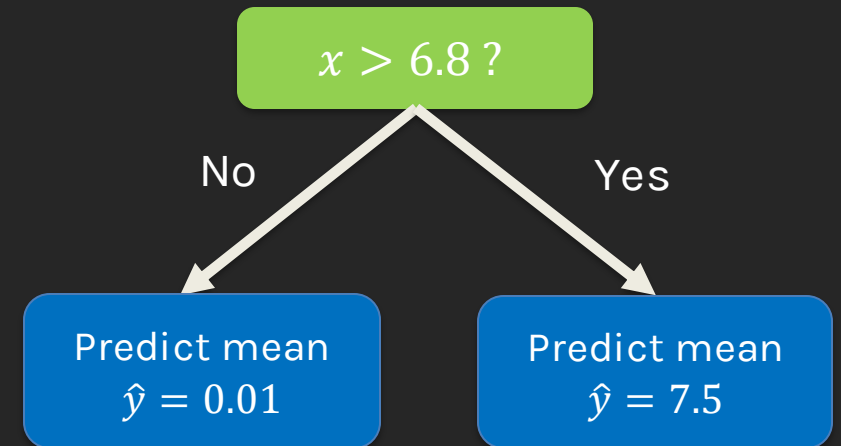 x > 6.8 ?
No
Yes
Predict mean
ŷ = 0.01
Predict mean
ŷ = 7.5